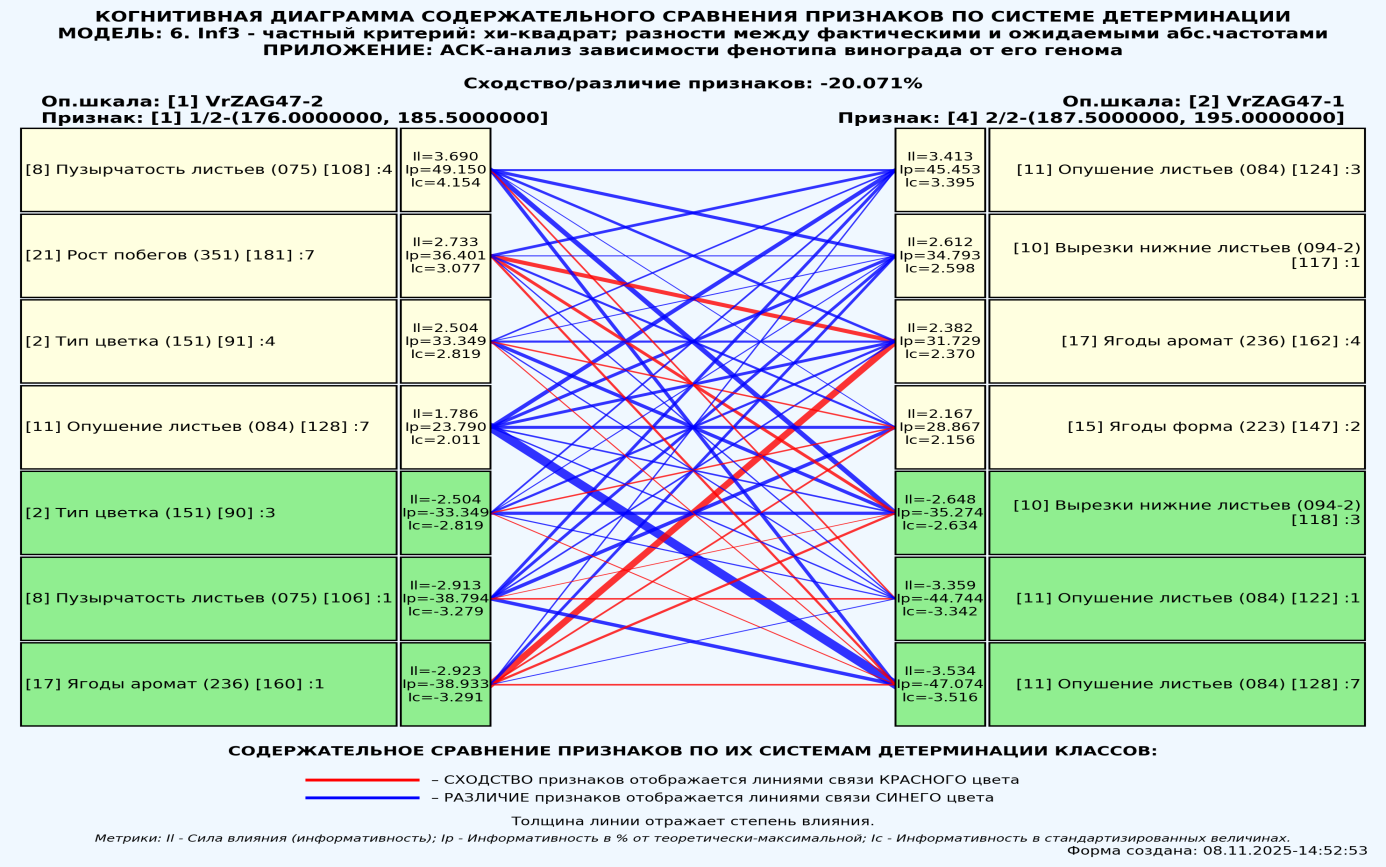 КОГНИТИВНАЯ ДИАГРАММА СОДЕРЖАТЕЛЬНОГО СРАВНЕНИЯ ПРИЗНАКОВ ПО СИСТЕМЕ ДЕТЕРМИНАЦИИ
МОДЕЛЬ: 6. Inf3 - частный критерий: хи-квадрат; разности между фактическими и ожидаемыми абс.частотами
ПРИЛОЖЕНИЕ: АСК-анализ зависимости фенотипа винограда от его генома
Сходство/различие признаков: -20.071%
Оп.шкала: [1] VrZAG47-2
Признак: [1] 1/2-(176.0000000, 185.5000000]
Оп.шкала: [2] VrZAG47-1
Признак: [4] 2/2-(187.5000000, 195.0000000]
[8] Пузырчатость листьев (075) [108] :4
II=3.690
Ip=49.150
Ic=4.154
[21] Рост побегов (351) [181] :7
II=2.733
Ip=36.401
Ic=3.077
[2] Тип цветка (151) [91] :4
II=2.504
Ip=33.349
Ic=2.819
[11] Опушение листьев (084) [128] :7
II=1.786
Ip=23.790
Ic=2.011
[2] Тип цветка (151) [90] :3
II=-2.504
Ip=-33.349
Ic=-2.819
[8] Пузырчатость листьев (075) [106] :1
II=-2.913
Ip=-38.794
Ic=-3.279
[17] Ягоды аромат (236) [160] :1
II=-2.923
Ip=-38.933
Ic=-3.291
II=3.413
Ip=45.453
Ic=3.395
[11] Опушение листьев (084) [124] :3
II=2.612
Ip=34.793
Ic=2.598
[10] Вырезки нижние листьев (094-2)
[117] :1
II=2.382
Ip=31.729
Ic=2.370
[17] Ягоды аромат (236) [162] :4
II=2.167
Ip=28.867
Ic=2.156
[15] Ягоды форма (223) [147] :2
II=-2.648
Ip=-35.274
Ic=-2.634
[10] Вырезки нижние листьев (094-2)
[118] :3
II=-3.359
Ip=-44.744
Ic=-3.342
[11] Опушение листьев (084) [122] :1
II=-3.534
Ip=-47.074
Ic=-3.516
[11] Опушение листьев (084) [128] :7
СОДЕРЖАТЕЛЬНОЕ СРАВНЕНИЕ ПРИЗНАКОВ ПО ИХ СИСТЕМАМ ДЕТЕРМИНАЦИИ КЛАССОВ:
– СХОДСТВО признаков отображается линиями связи КРАСНОГО цвета
– РАЗЛИЧИЕ признаков отображается линиями связи СИНЕГО цвета
Толщина линии отражает степень влияния.
Метрики: II - Сила влияния (информативность); Ip - Информативность в % от теоретически-максимальной; Ic - Информативность в стандартизированных величинах.
Форма создана: 08.11.2025-14:52:53